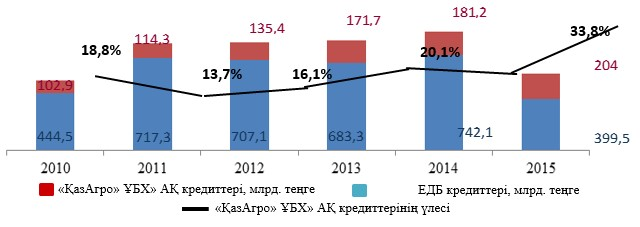 181,2
171,7
33,8%
135,4
114,3
20,1%
18,8%
204
13,7%
16,1%
102,9
444,5 717,3 707,1 683,3 742,1 399,5
2010 2011 2012 2013 2014 2015
«ҚазАгро» ҰБХ» АҚ кредиттері, млрд. теңге ЕДБ кредиттері, млрд. теңге
«ҚазАгро» ҰБХ» АҚ кредиттерінің үлесі